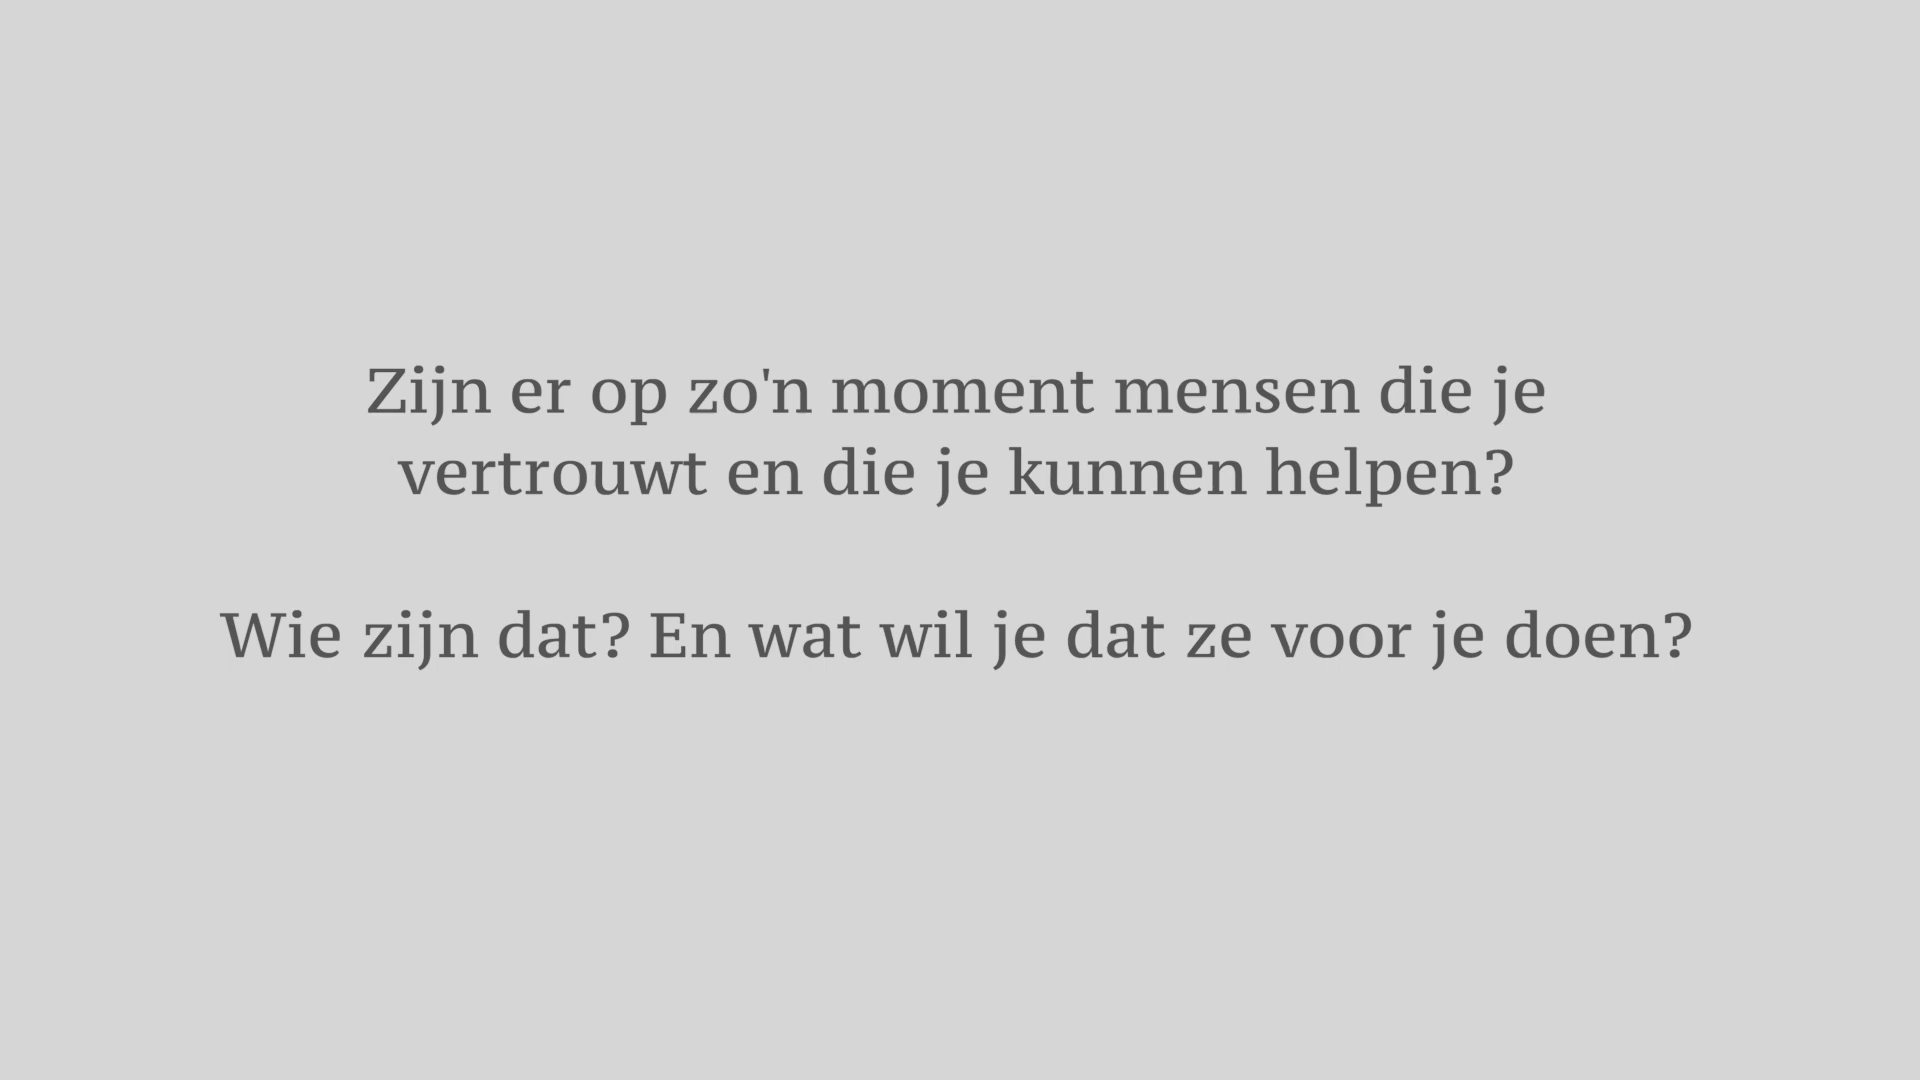 Zijn er op zo'n moment mensen die je
vertrouwt en die je kunnen helpen?
Wie zijn dat? En wat wil je dat ze voor je doen?